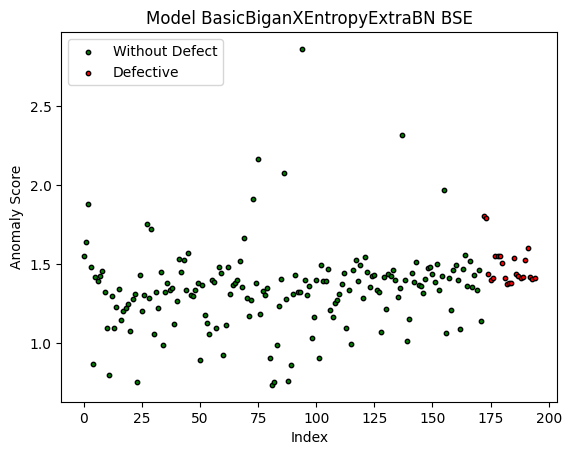 Model BasicBiganXEntropyExtraBN BSE
Without Defect
Defective
2.5
2.0
1.5
1.0
Anomaly Score
0 25 50 75 100 125 150 175 200
Index